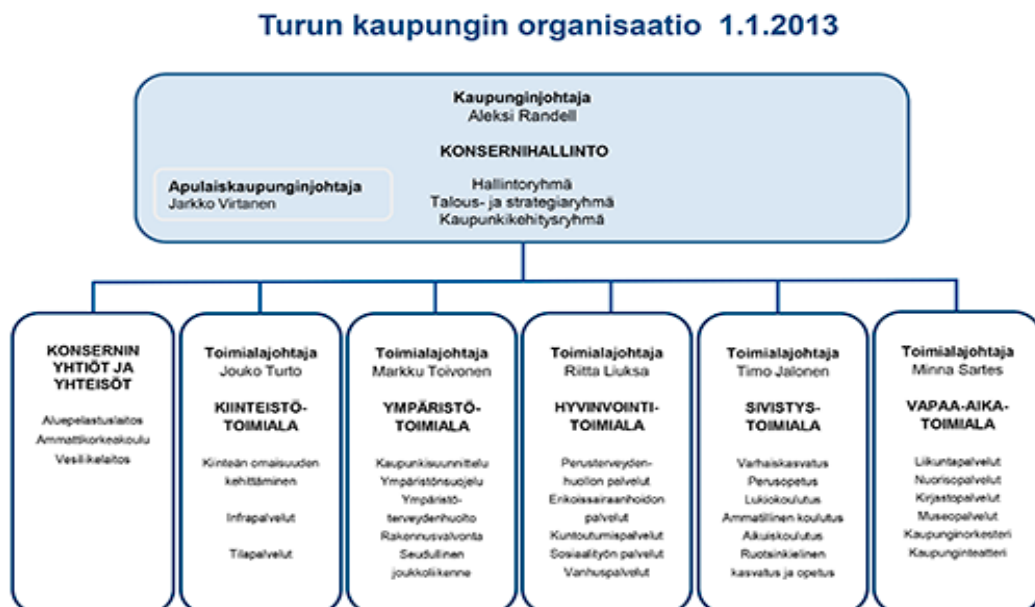 Turun kaupungin organisaatio 1.1.2013
Kaupunginjohtaja
Aleksi Randell
KONSERNIHALLINTO
Apulaiskaupunginjohtaja
Jarkko Virtanen
Hallintoryhmä
Talous- ja strategiaryhmä
Kaupunkikehitysryhmä
KONSERNIN
YHTIÖT JA
YHTEISÖT
Aluepelastuslaitos
Ammattikorkeakoulu
Vesiliikelaitos
Toimialajohtaja
Jouko Turto
KIINTEISTÖ-
TOIMIALA
Kiinteän omaisuuden
kehittäminen
Infrapalvelut
Tilapalvelut
Toimialajohtaja
Markku Toivonen
YMPÄRISTÖ-
TOIMIALA
Kaupunkisuunnittelu
Ympäristönsuojelu
Ympäristö-
terveydenhuolto
Rakennusvalvonta
Seudullinen
joukkoliikenne
Toimialajohtaja
Riitta Liuksa
HYVINVOINTI-
TOIMIALA
Perusterveyden-
huollon palvelut
Erikoissairaanhoidon
palvelut
Kuntoutumispalvelut
Sosiaalityön palvelut
Vanhuspalvelut
Toimialajohtaja
Timo Jalonen
SIVISTYS-
TOIMIALA
Varhaiskasvatus
Perusopetus
Lukiokoulutus
Ammatillinen koulutus
Aikuiskoulutus
Ruotsinkielinen
kasvatus ja opetus
Toimialajohtaja
Minna Sartes
VAPAA-AIKA-
TOIMIALA
Liikuntapalvelut
Nuorisopalvelut
Kirjastopalvelut
Museopalvelut
Kaupunginorkesteri
Kaupunginteatteri